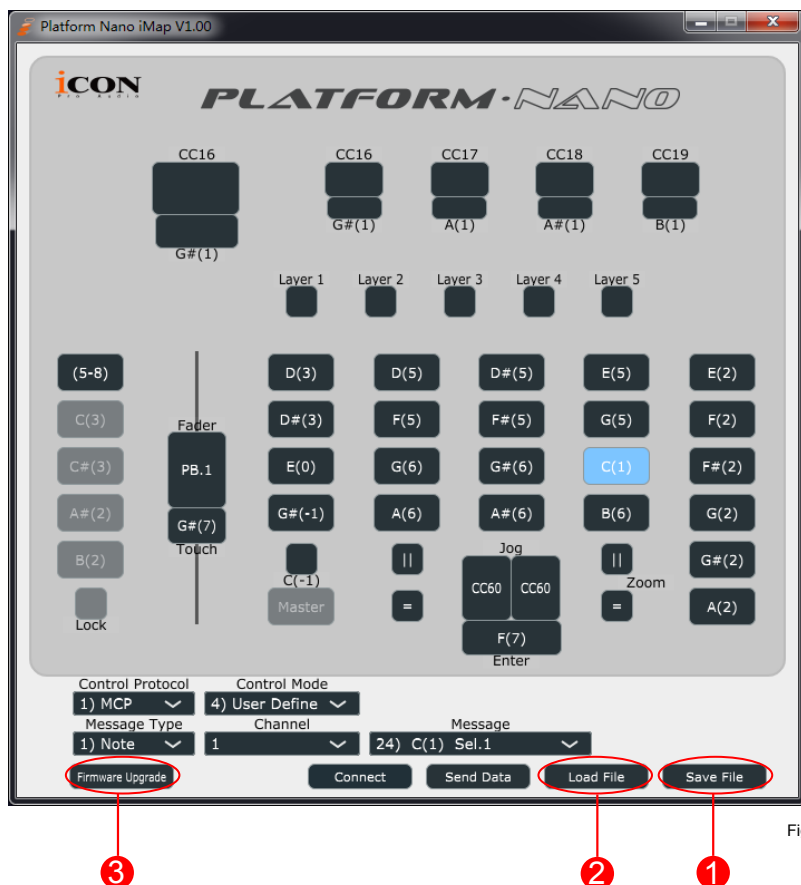 Platform Nano iMap V1.00
iCON
Pro Audio
PLATFORM·NANO
CC16 CC16 CC17 CC18 CC19
G#(1) A(1) A#(1) B(1)
G#(1)
Layer 1 Layer 2 Layer 3 Layer 4 Layer 5
(5-8) D(3) D(5) D#(5) E(5) E(2)
C(3) Fader D#(3) F(5) F#(5) G(5) F(2)
C#(3) PB.1 E(0) G(6) G#(6) C(1) F#(2)
A#(2) G#(7) G#(-1) A(6) A#(6) B(6) G(2)
Touch Jog
B(2) || || G#(2)
C(-1) CC60 CC60 Zoom
Master = = A(2)
Lock F(7)
Enter
Control Protocol Control Mode
1) MCP 4) User Define
Message Type Channel Message
1) Note 1 24) C(1) Sel.1
Firmware Upgrade Connect Send Data Load File Save File
Fi
3 2 1